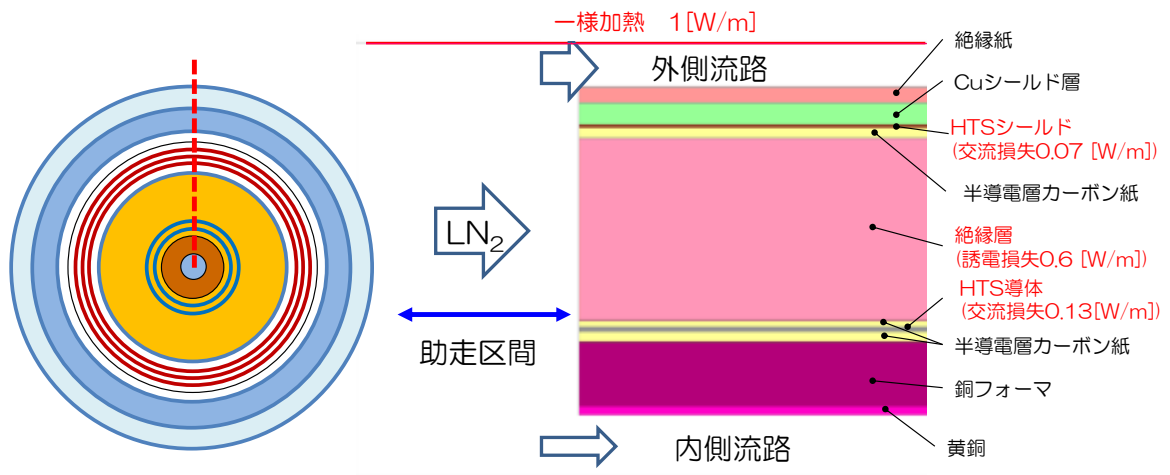 一様加熱 1[W/m]
外側流路
絶縁紙
Cuシールド層
HTSシールド
(交流損失0.07 [W/m])
半導電層カーボン紙
LN2
絶縁層
(誘電損失0.6 [W/m])
HTS導体
(交流損失0.13[W/m])
助走区間
半導電層カーボン紙
銅フォーマ
内側流路
黄銅